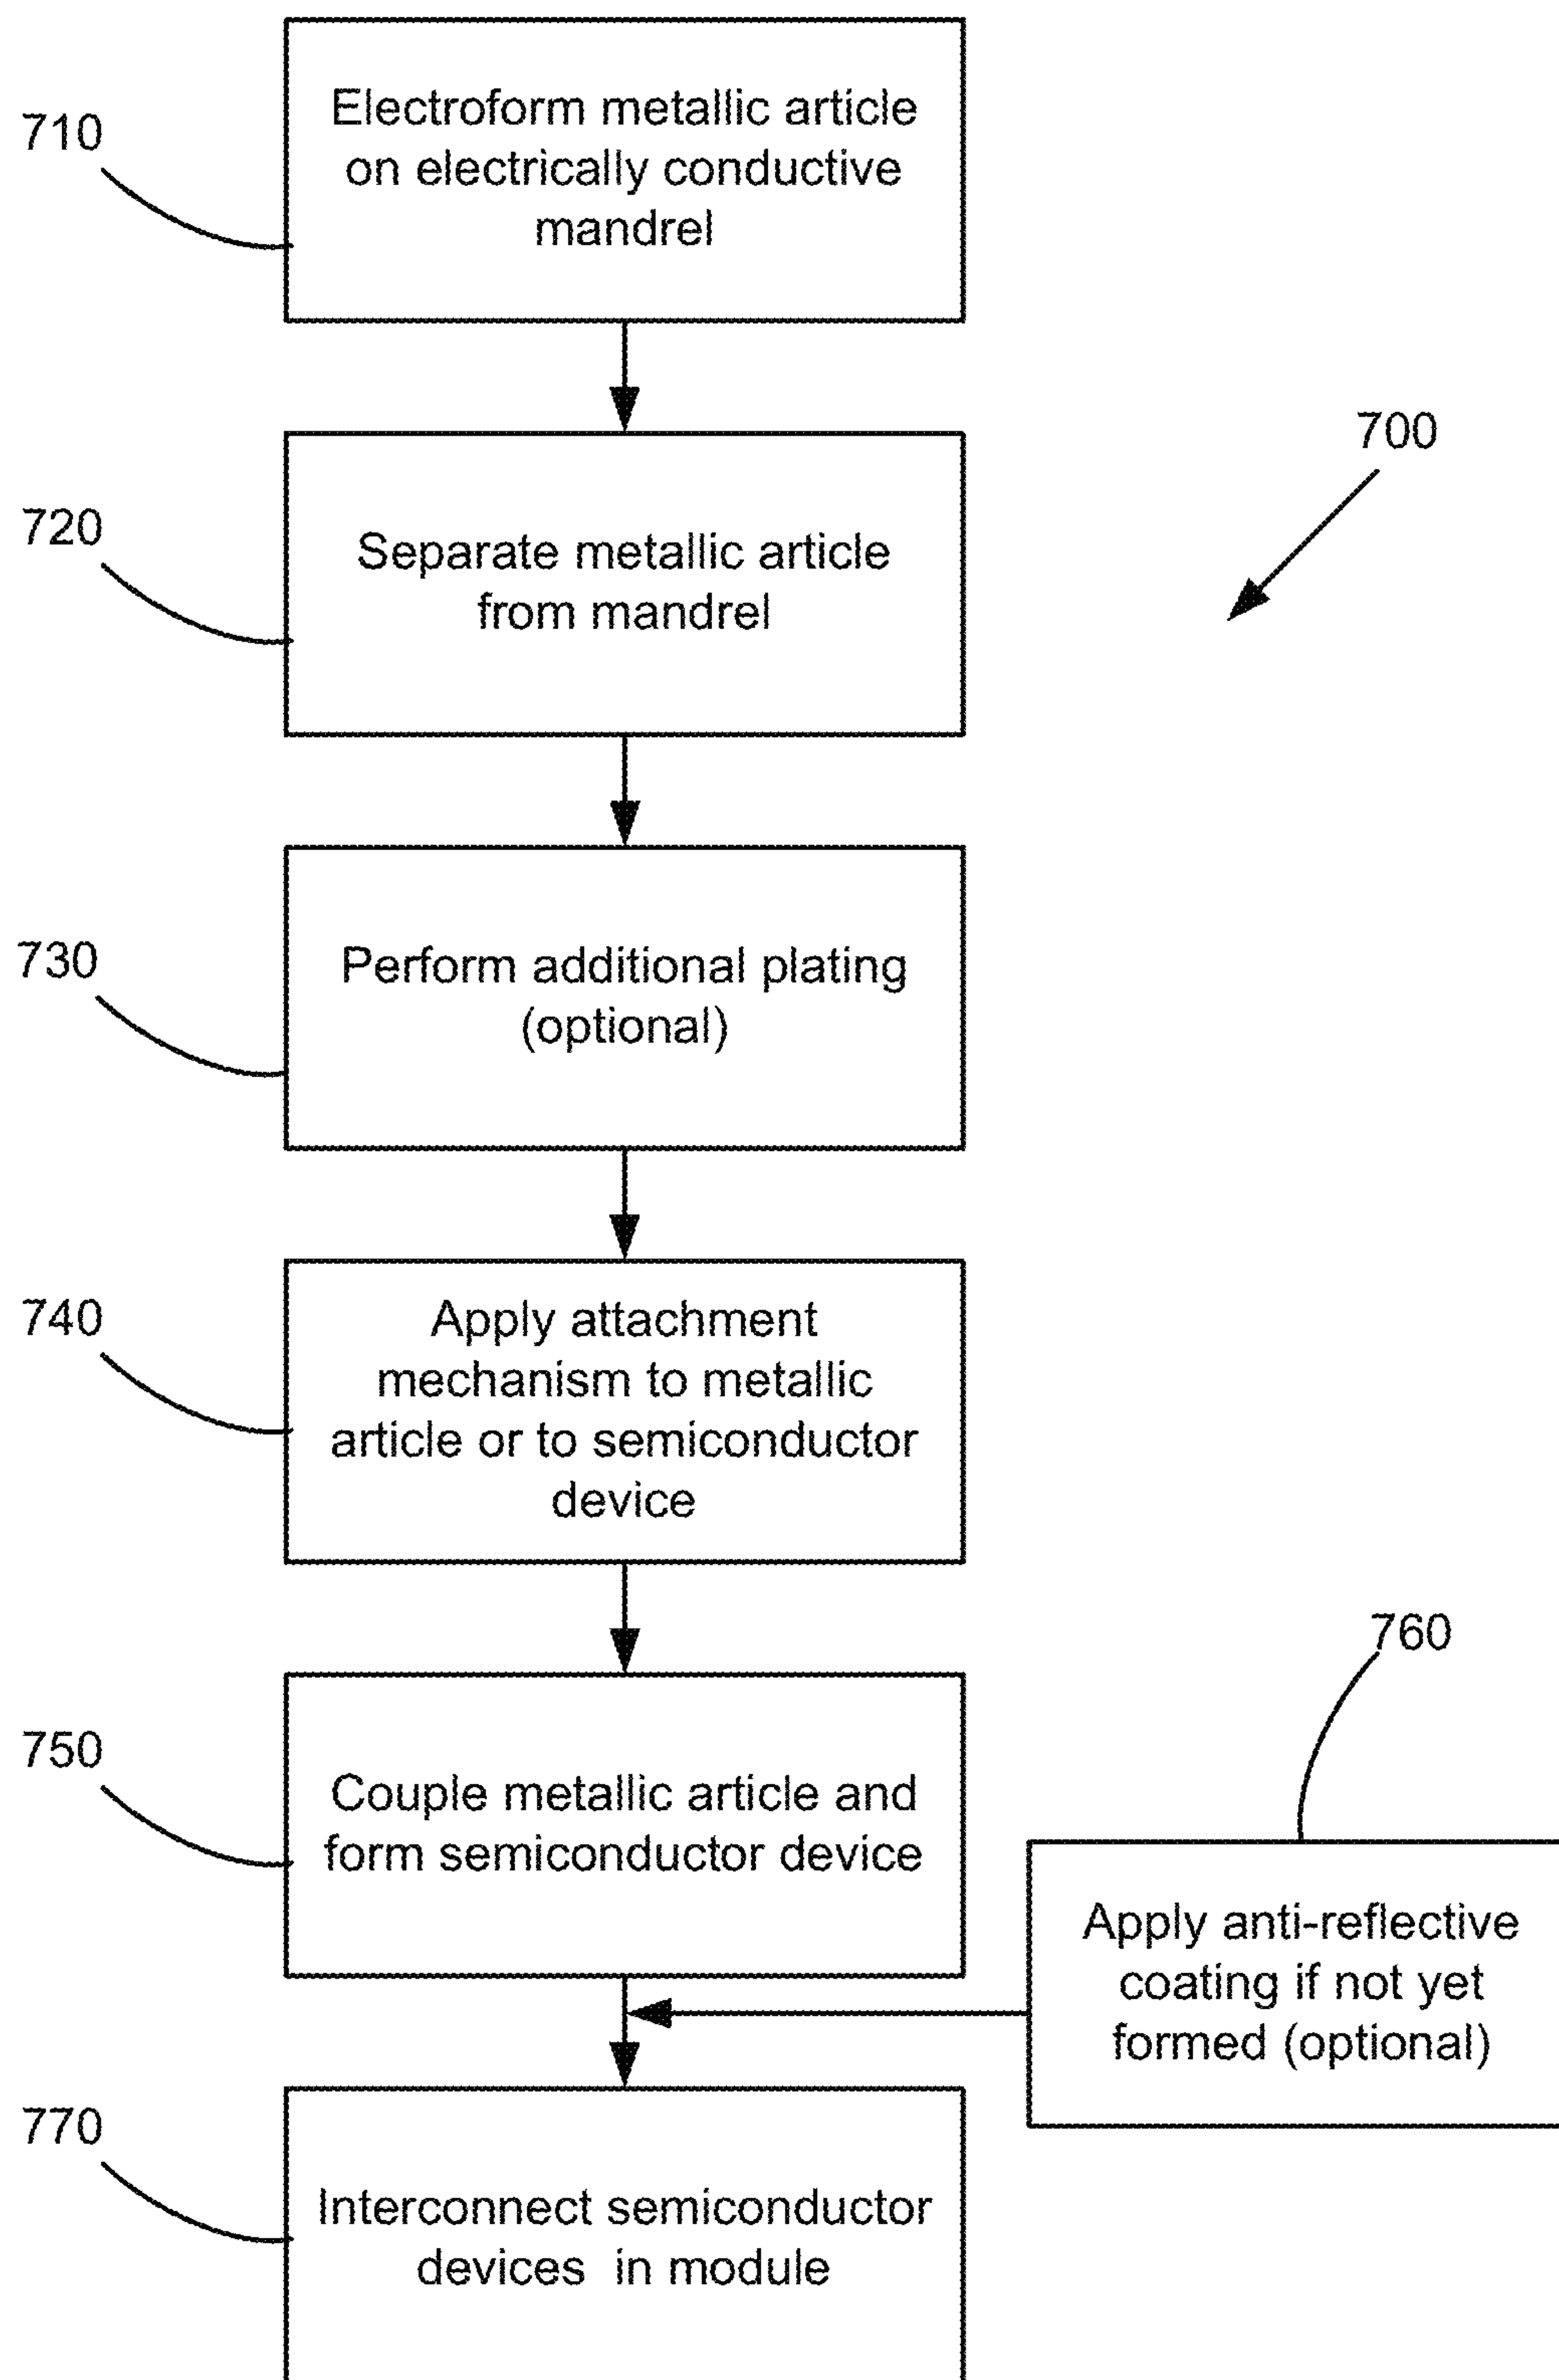 710
Electroform metallic article
on electrically conductive
mandrel
700
720
Separate metallic article
from mandrel
730
Perform additional plating
(optional)
740
Apply attachment
mechanism to metallic
article or to semiconductor
device
750
Couple metallic article and
form semiconductor device
760
Apply anti-reflective
coating if not yet
formed (optional)
770
Interconnect semiconductor
devices in module